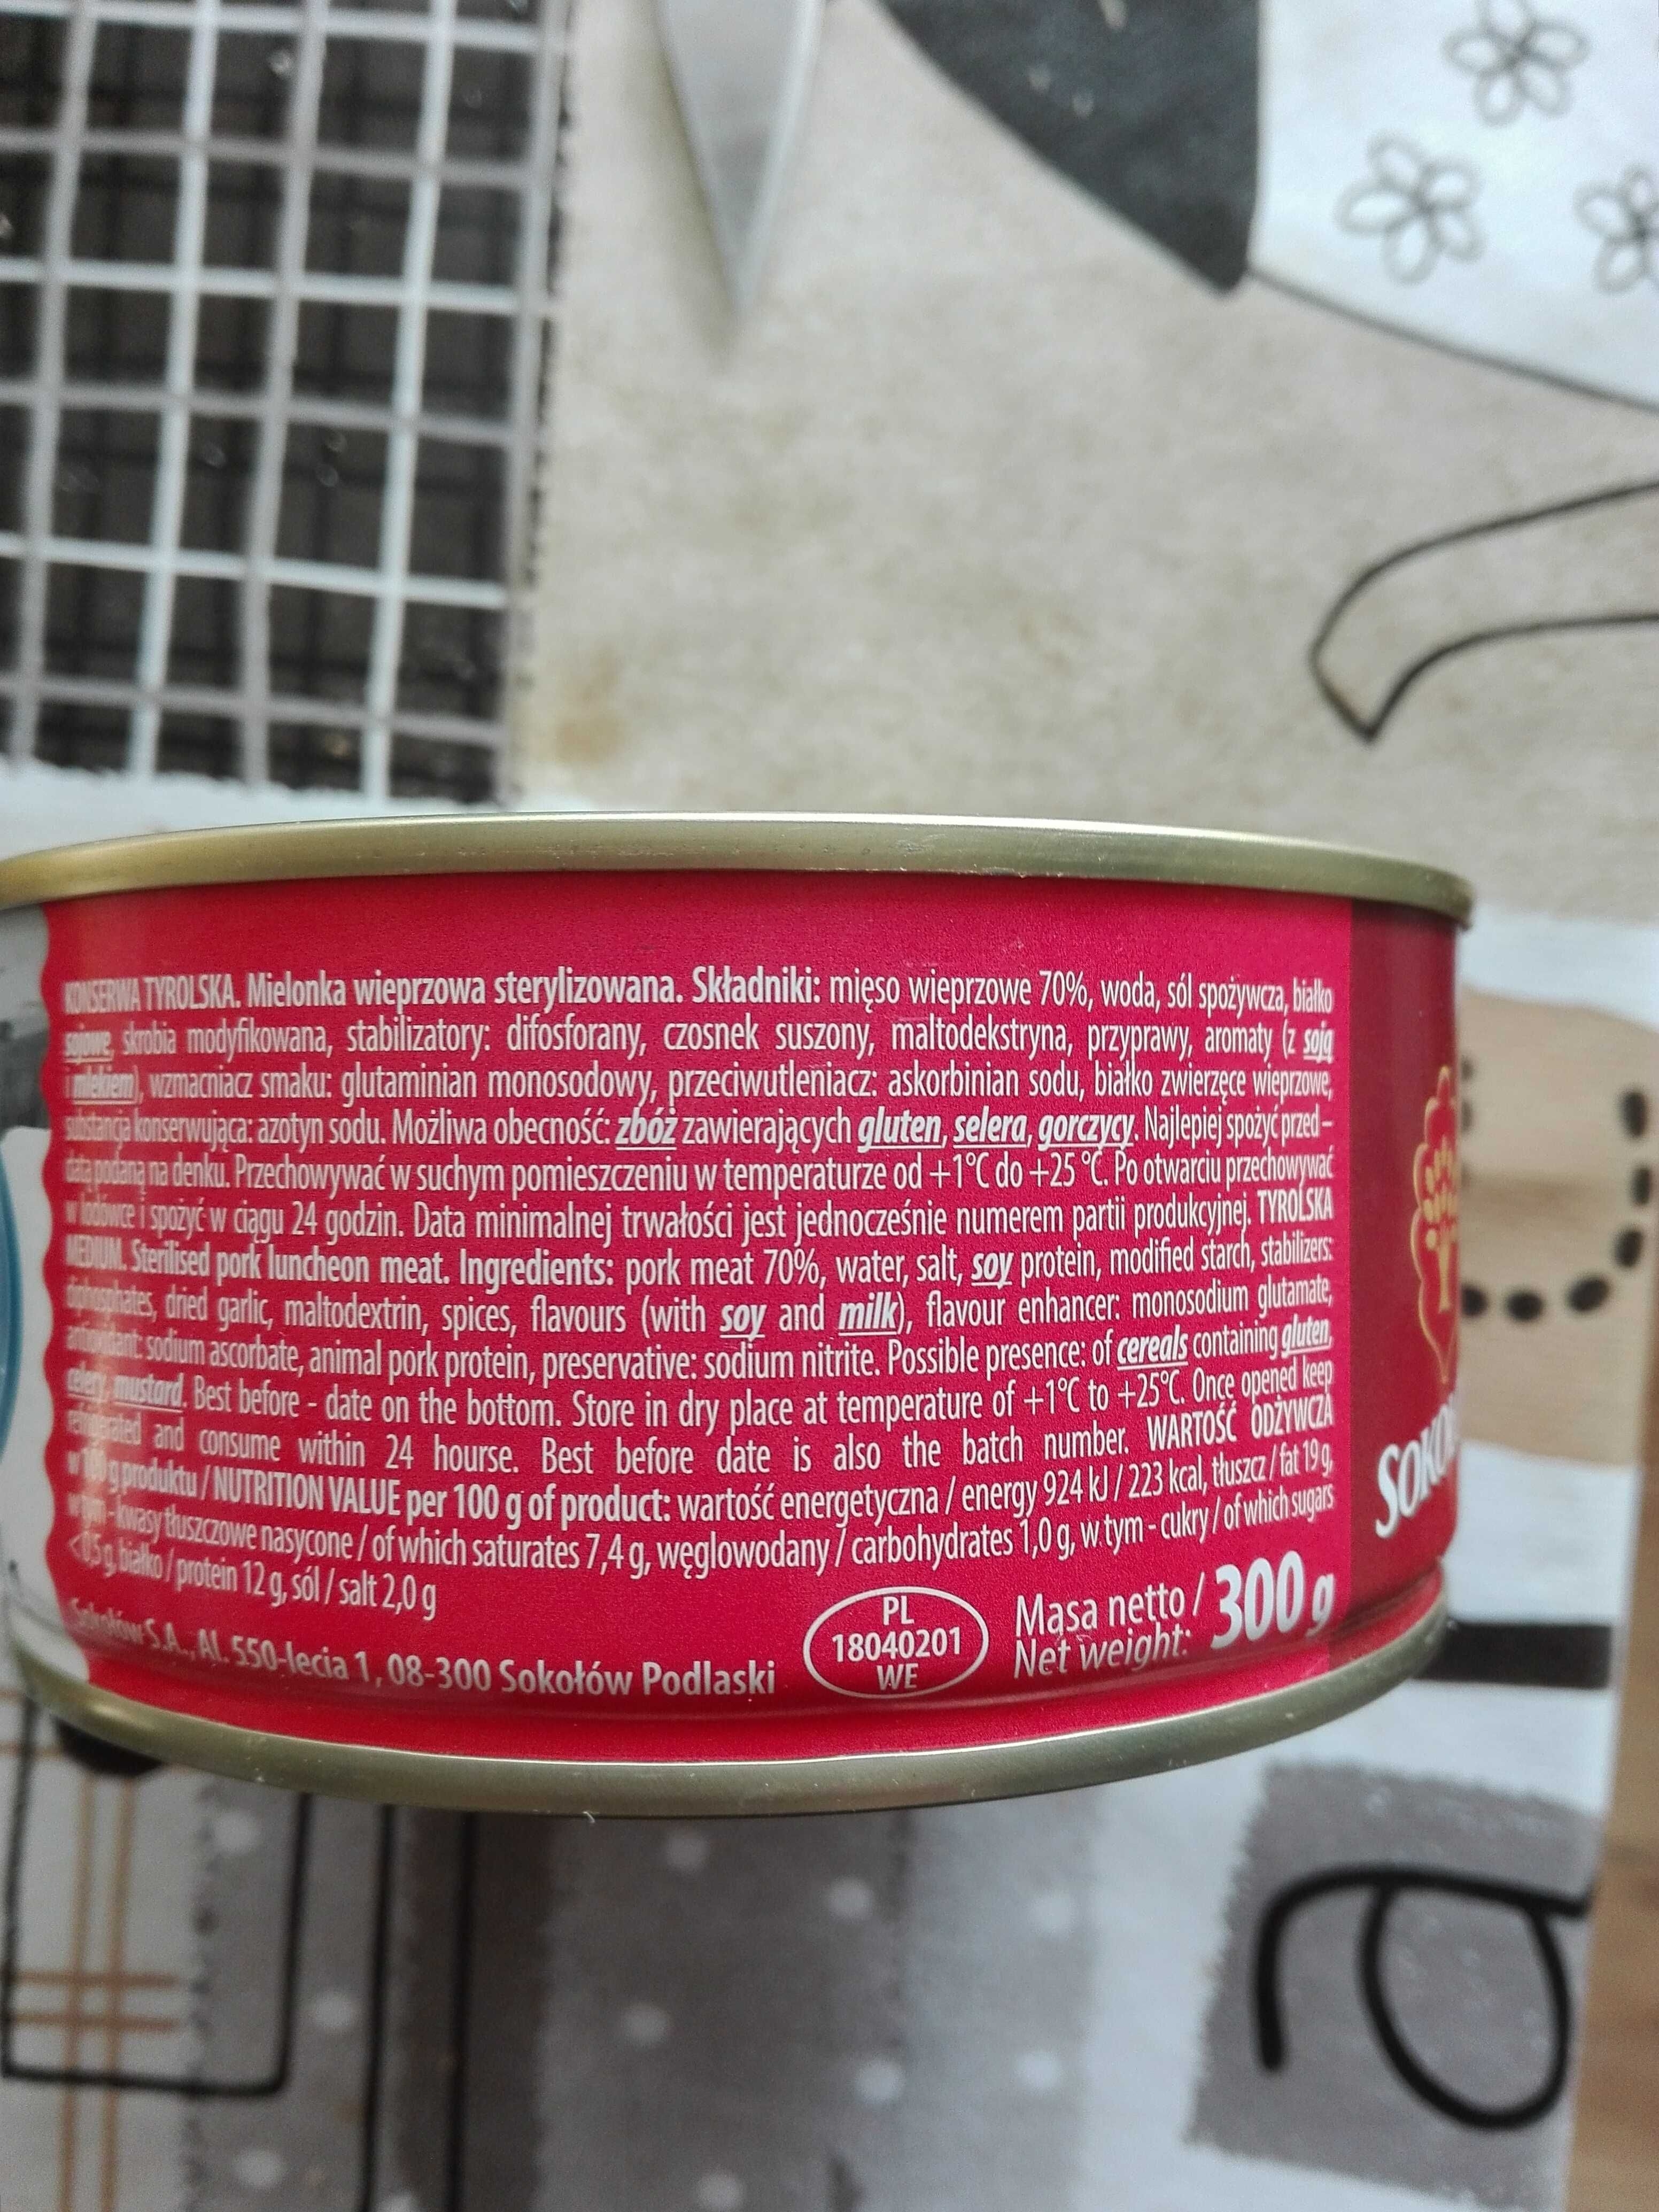 KONSERWA TYROLSKA. Mielonka wieprzowa sterylizowana. Składniki: mięso wieprzowe 70%, woda, sól spożywcza, białko
sojowe, skrobia modyfikowana, stabilizatory: difosforany, czosnek suszony, maltodekstryna, przyprawy, aromaty (z soją
i mlekiem), wzmacniacz smaku: glutaminian monosodowy, przeciwutleniacz: askorbinian sodu, białko zwierzęce wieprzowe,
substancja konserwująca: azotyn sodu. Możliwa obecność: zbóż zawierających gluten, selera, gorczycy. Najlepiej spożyć przed –
datą podaną na denku. Przechowywać w suchym pomieszczeniu w temperaturze od +1°C do +25 °C. Po otwarciu przechowywać
w lodówce i spożyć w ciągu 24 godzin. Data minimalnej trwałości jest jednocześnie numerem partii produkcyjnej. TYROLSKA
MEDIUM. Sterilised pork luncheon meat. Ingredients: pork meat 70%, water, salt, soy protein, modified starch, stabilizers:
diphosphates, dried garlic, maltodextrin, spices, flavours (with soy and milk), flavour enhancer: monosodium glutamate,
antioxidant: sodium ascorbate, animal pork protein, preservative: sodium nitrite. Possible presence: of cereals containing gluten,
celery, mustard. Best before - date on the bottom. Store in dry place at temperature of +1°C to +25°C. Once opened keep
refrigerated and consume within 24 hourse. Best before date is also the batch number. WARTOŚĆ ODŻYWCZA
w 100 g produktu / NUTRITION VALUE per 100 g of product: wartość energetyczna / energy 924 kJ / 223 kcal, tłuszcz / fat 19 g,
w tym - kwasy tłuszczowe nasycone / of which saturates 7,4 g, węglowodany / carbohydrates 1,0 g, w tym - cukry / of which sugars
<0,5 g, białko / protein 12 g, sól / salt 2,0 g
Sokołów S.A., Al. 550-lecia 1, 08-300 Sokołów Podlaski
PL
18040201
WE
Masa netto / 300 g
Net weight: